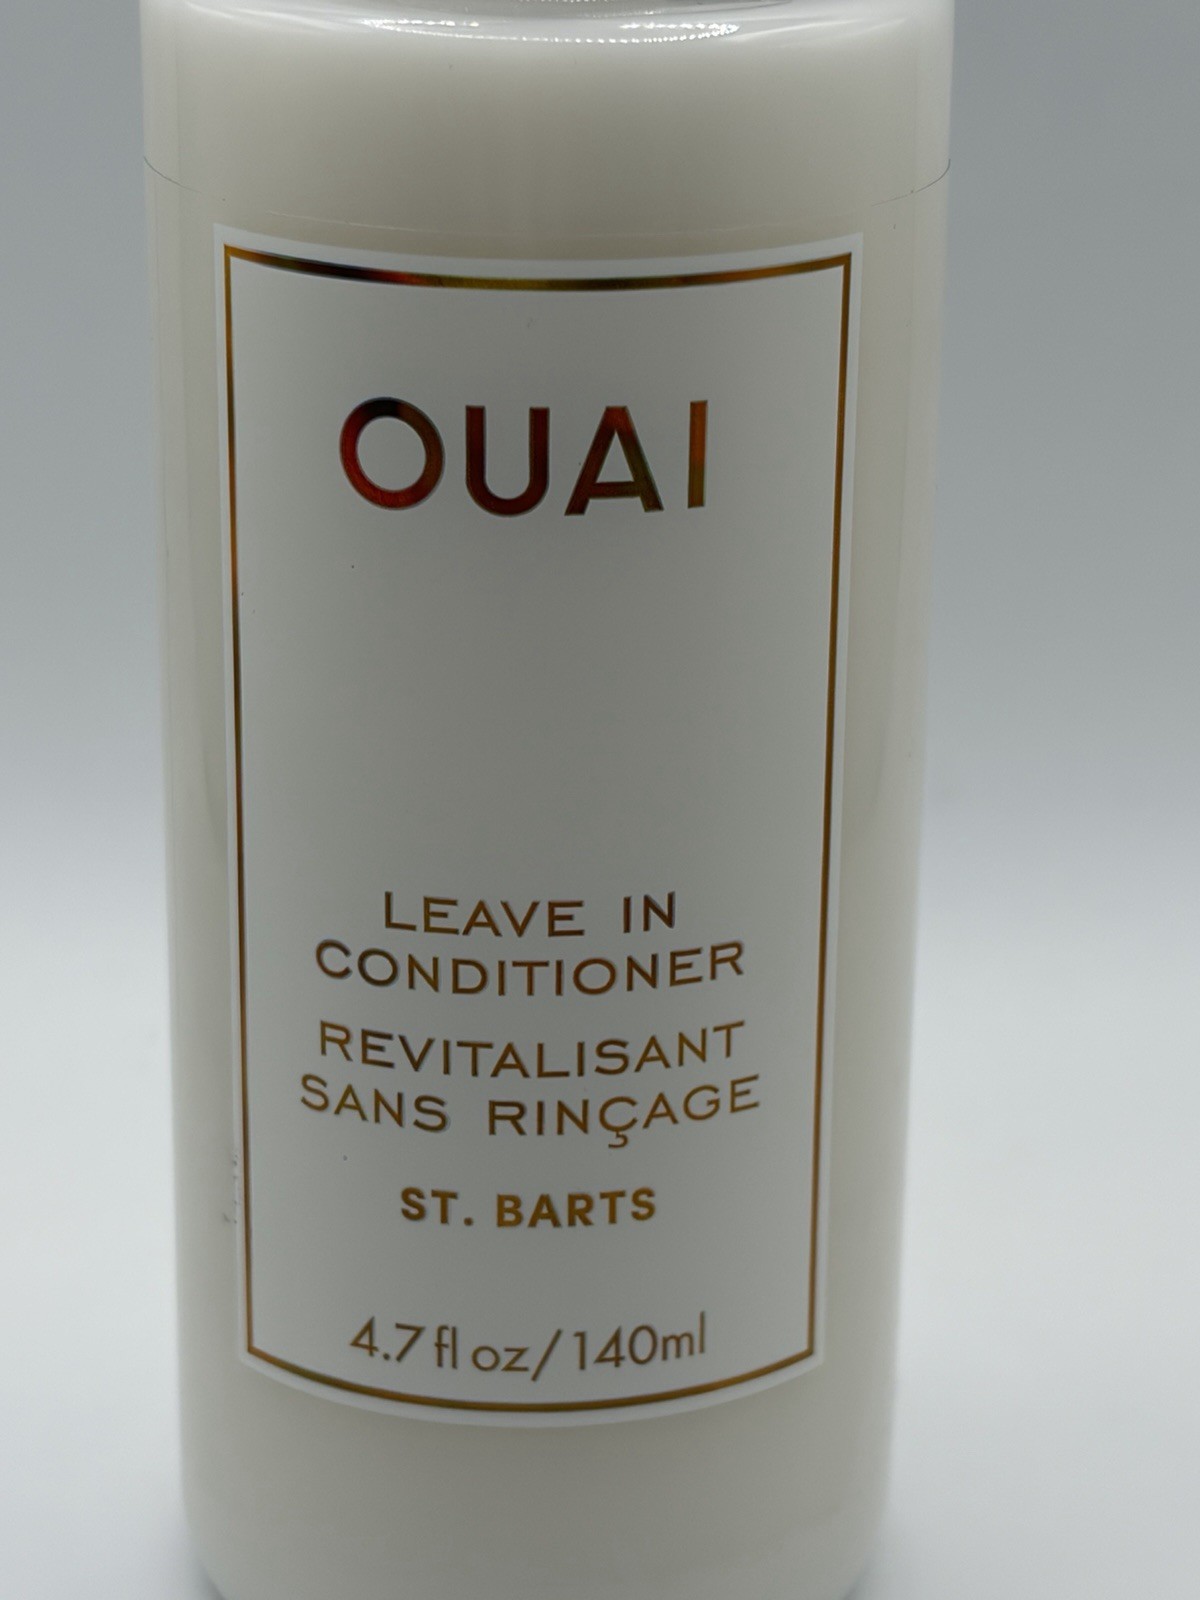 OUAI
LEAVE IN
CONDITIONER
REVITALISANT
SANS RINÇAGE
ST. BARTS
4.7 fl oz/140ml